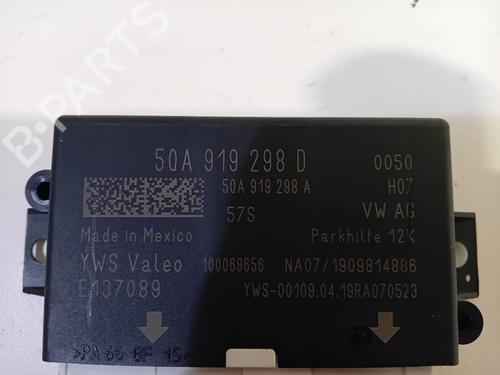 B-PARTS
5QA 919 298 D 0050
5QA 919 298 A H07
57S VW AG
Made in Mexico Parkhilfe 12K
YWS Valeo 100069656 NA07/1909814886
E137089 YWS-00109.04.19RA070523
>PA 66 GF 15<